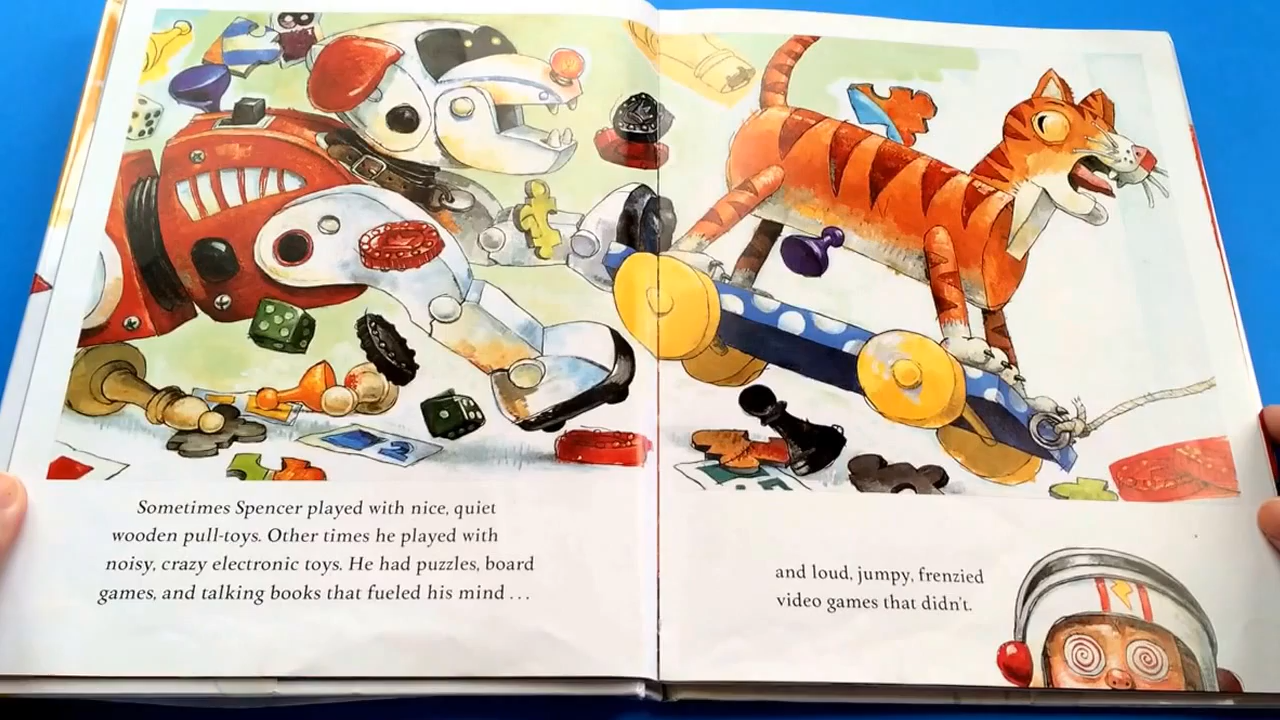 Sometimes Spencer played with nice, quiet
wooden pull-toys. Other times he played with
noisy, crazy electronic toys. He had puzzles, board
games, and talking books that fueled his mind . . .
and loud, jumpy, frenzied
video games that didn't.